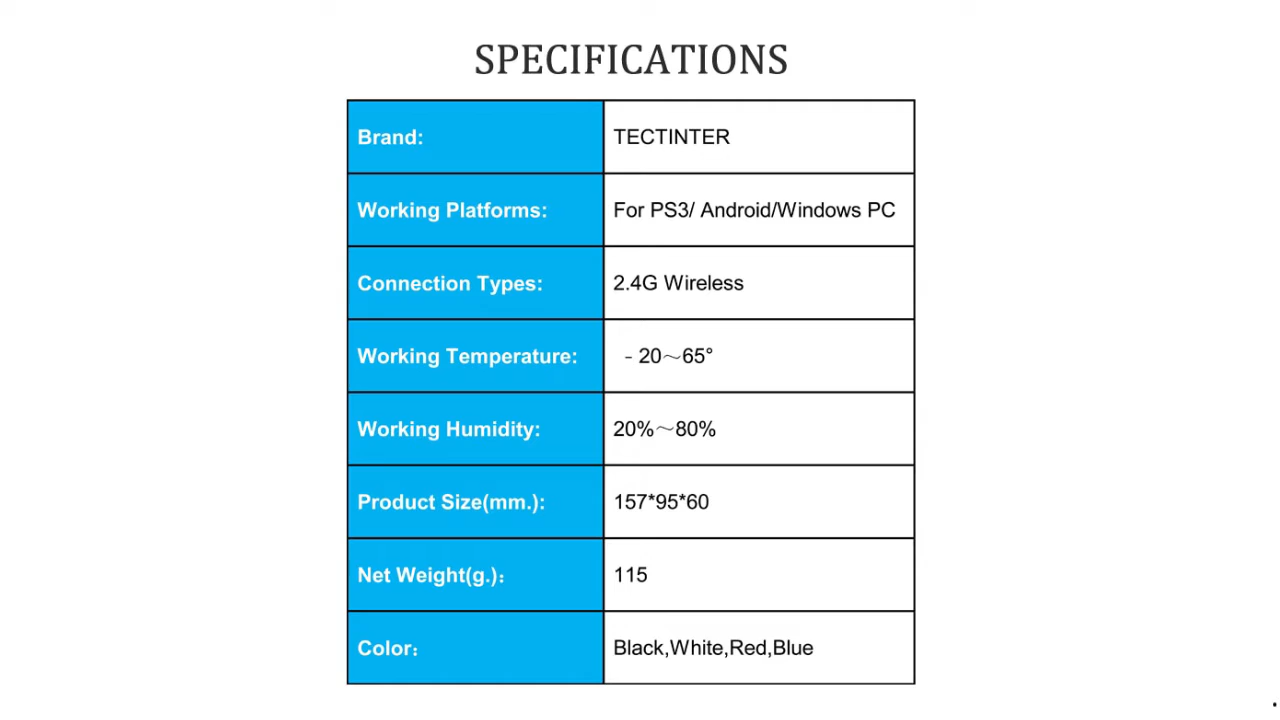 SPECIFICATIONS
Brand: TECTINTER
Working Platforms: For PS3/ Android/Windows PC
Connection Types: 2.4G Wireless
Working Temperature: －20～65°
Working Humidity: 20%～80%
Product Size(mm.): 157*95*60
Net Weight(g.)： 115
Color： Black,White,Red,Blue